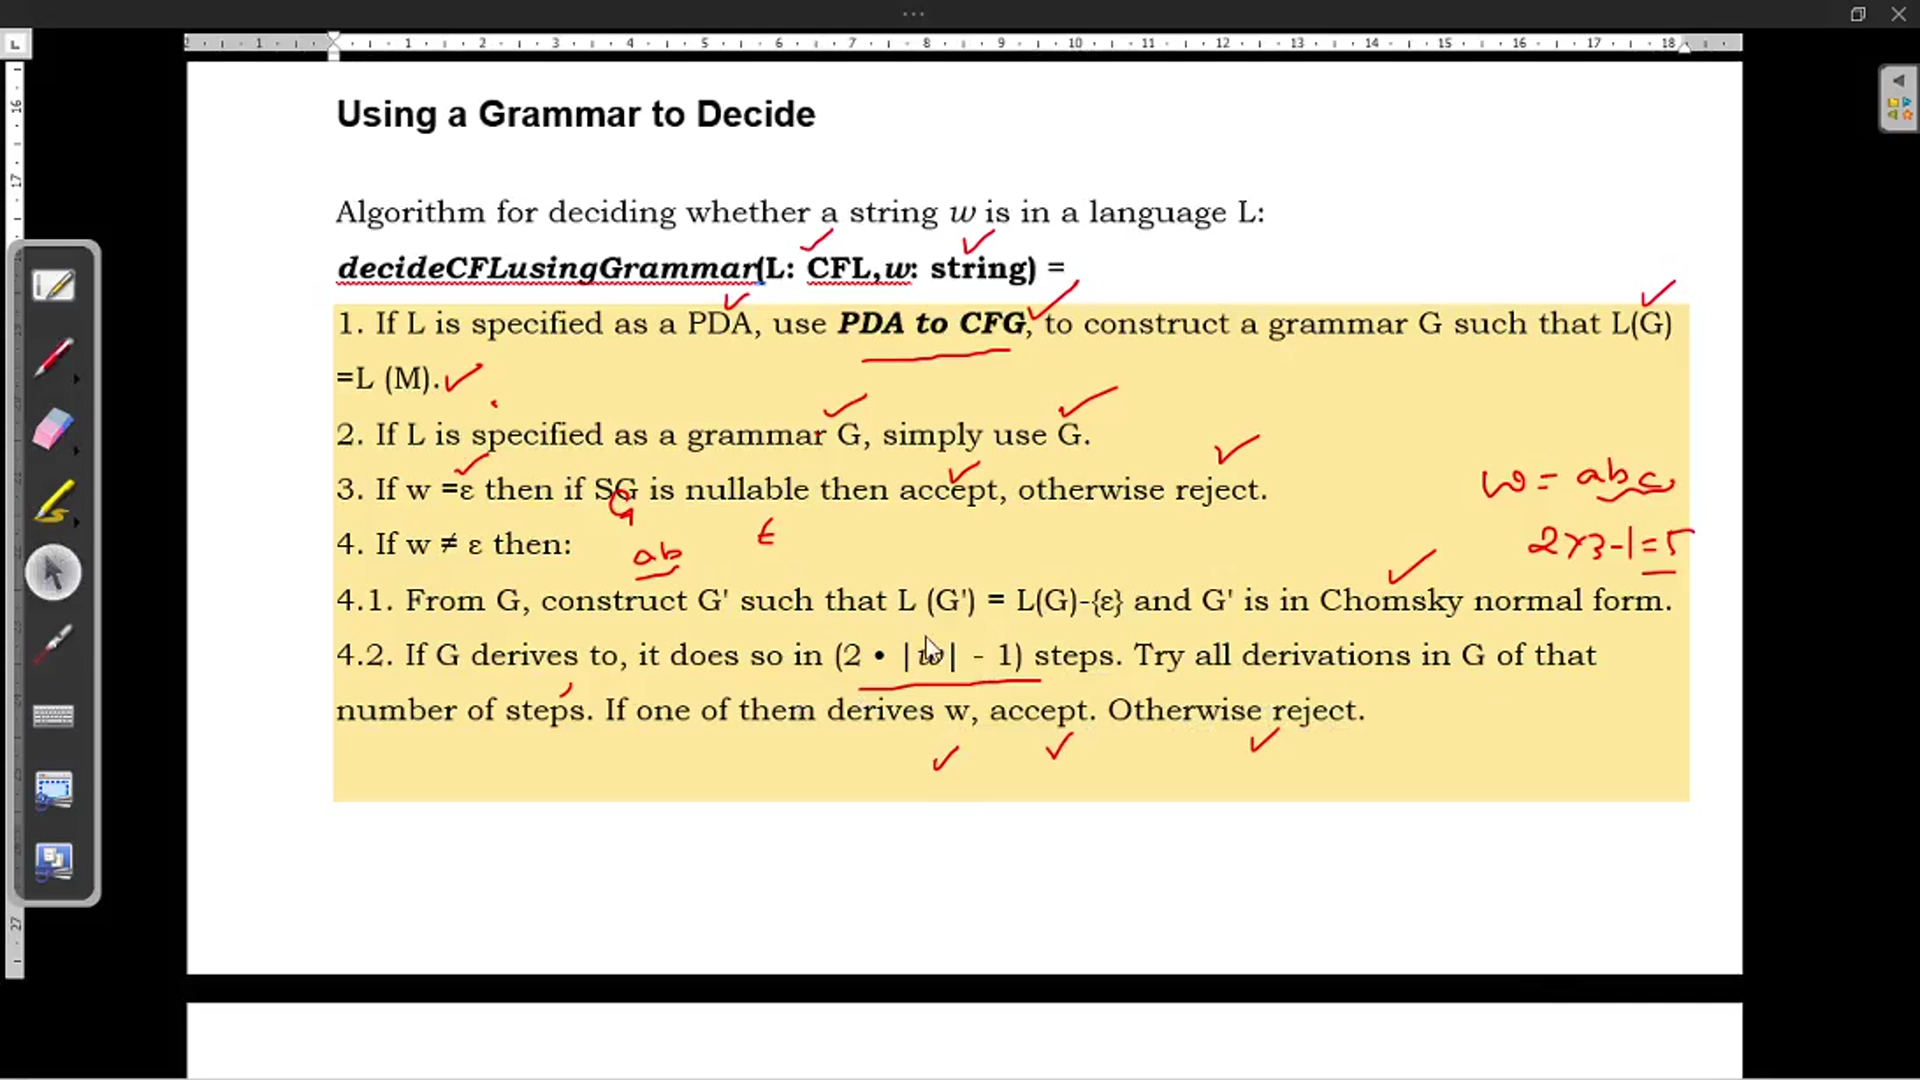 Using a Grammar to Decide
Algorithm for deciding whether a string w is in a language L:
decideCFLusingGrammar(L: CFL,w: string) =
1. If L is specified as a PDA, use PDA to CFG, to construct a grammar G such that L(G)
=L (M).
2. If L is specified as a grammar G, simply use G.
3. If w =ε then if SG is nullable then accept, otherwise reject.
G
w = abc
ε
4. If w ≠ ε then:
ab
2×3-1=5
4.1. From G, construct G' such that L (G') = L(G)-{ε} and G' is in Chomsky normal form.
4.2. If G derives to, it does so in (2 • |w| - 1) steps. Try all derivations in G of that
number of steps. If one of them derives w, accept. Otherwise reject.